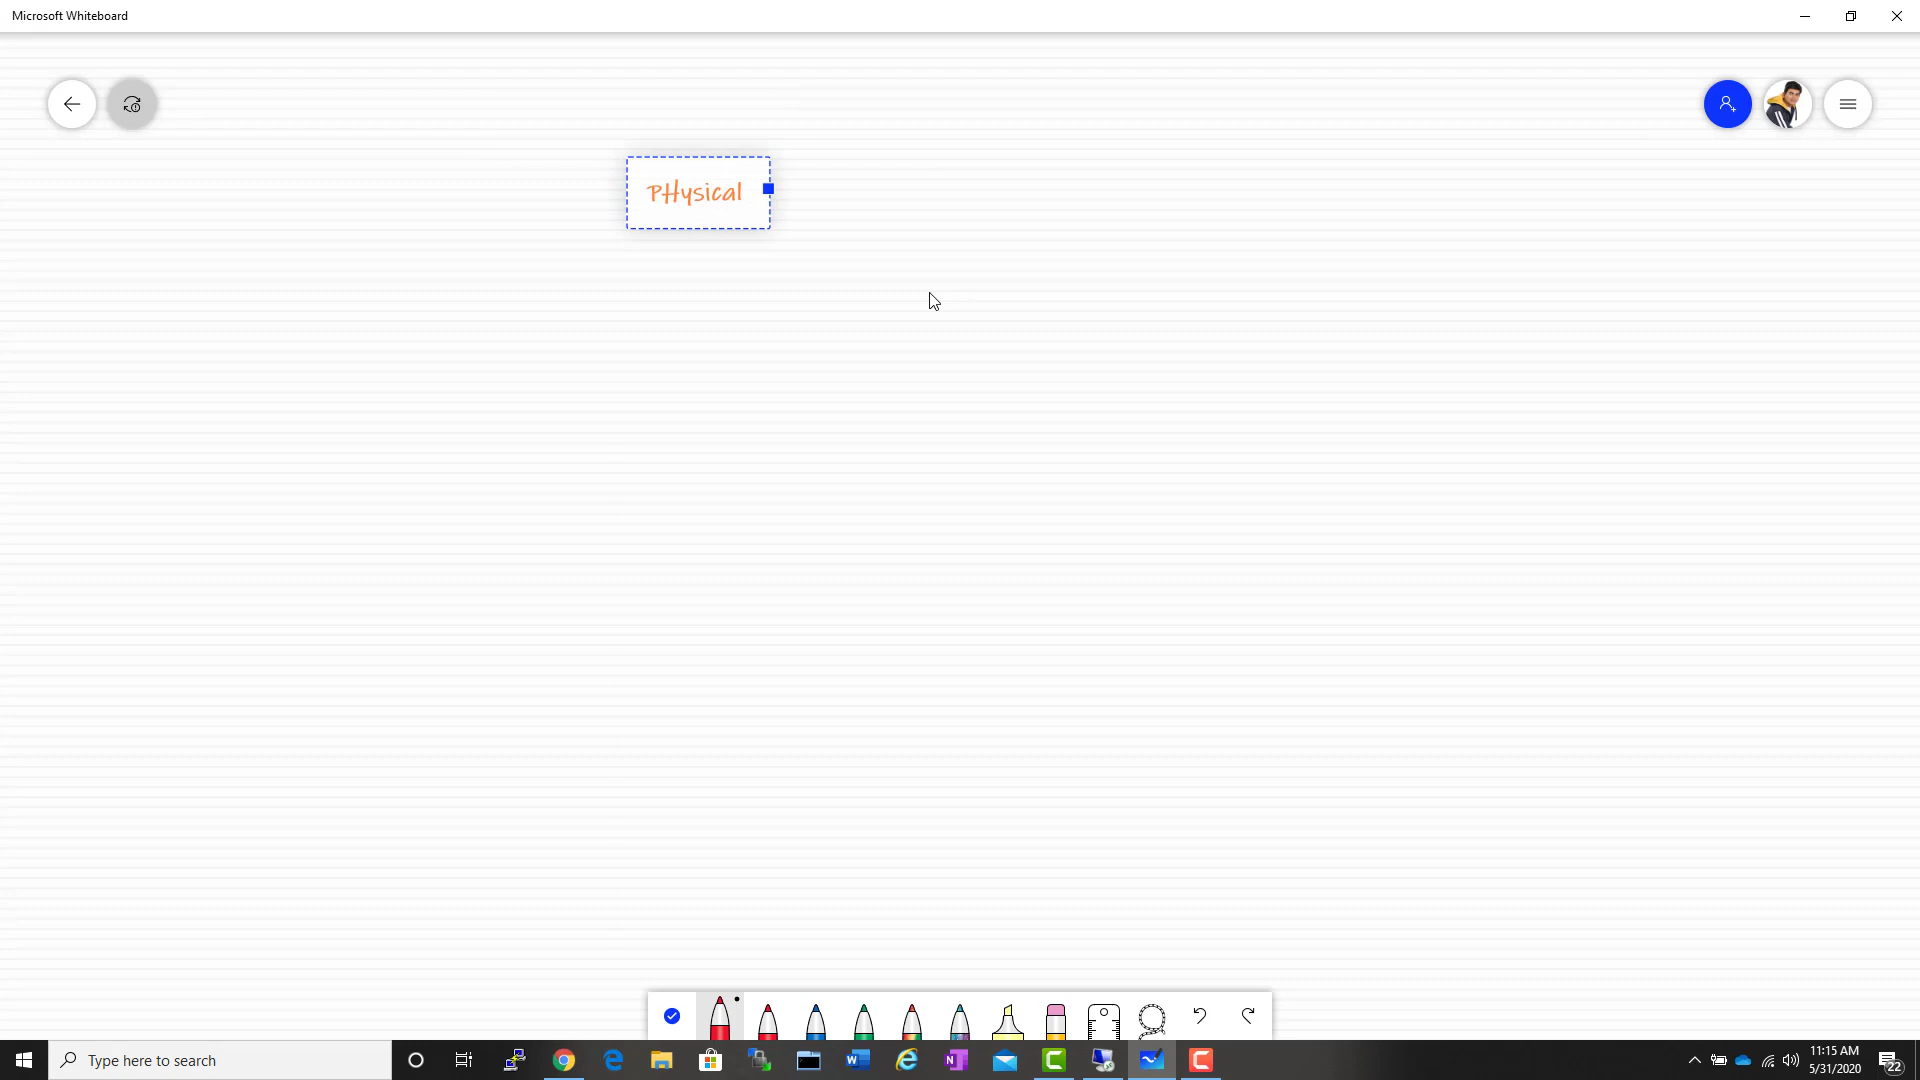 Microsoft Whiteboard
PHysical
Type here to search
11:15 AM
5/31/2020
22